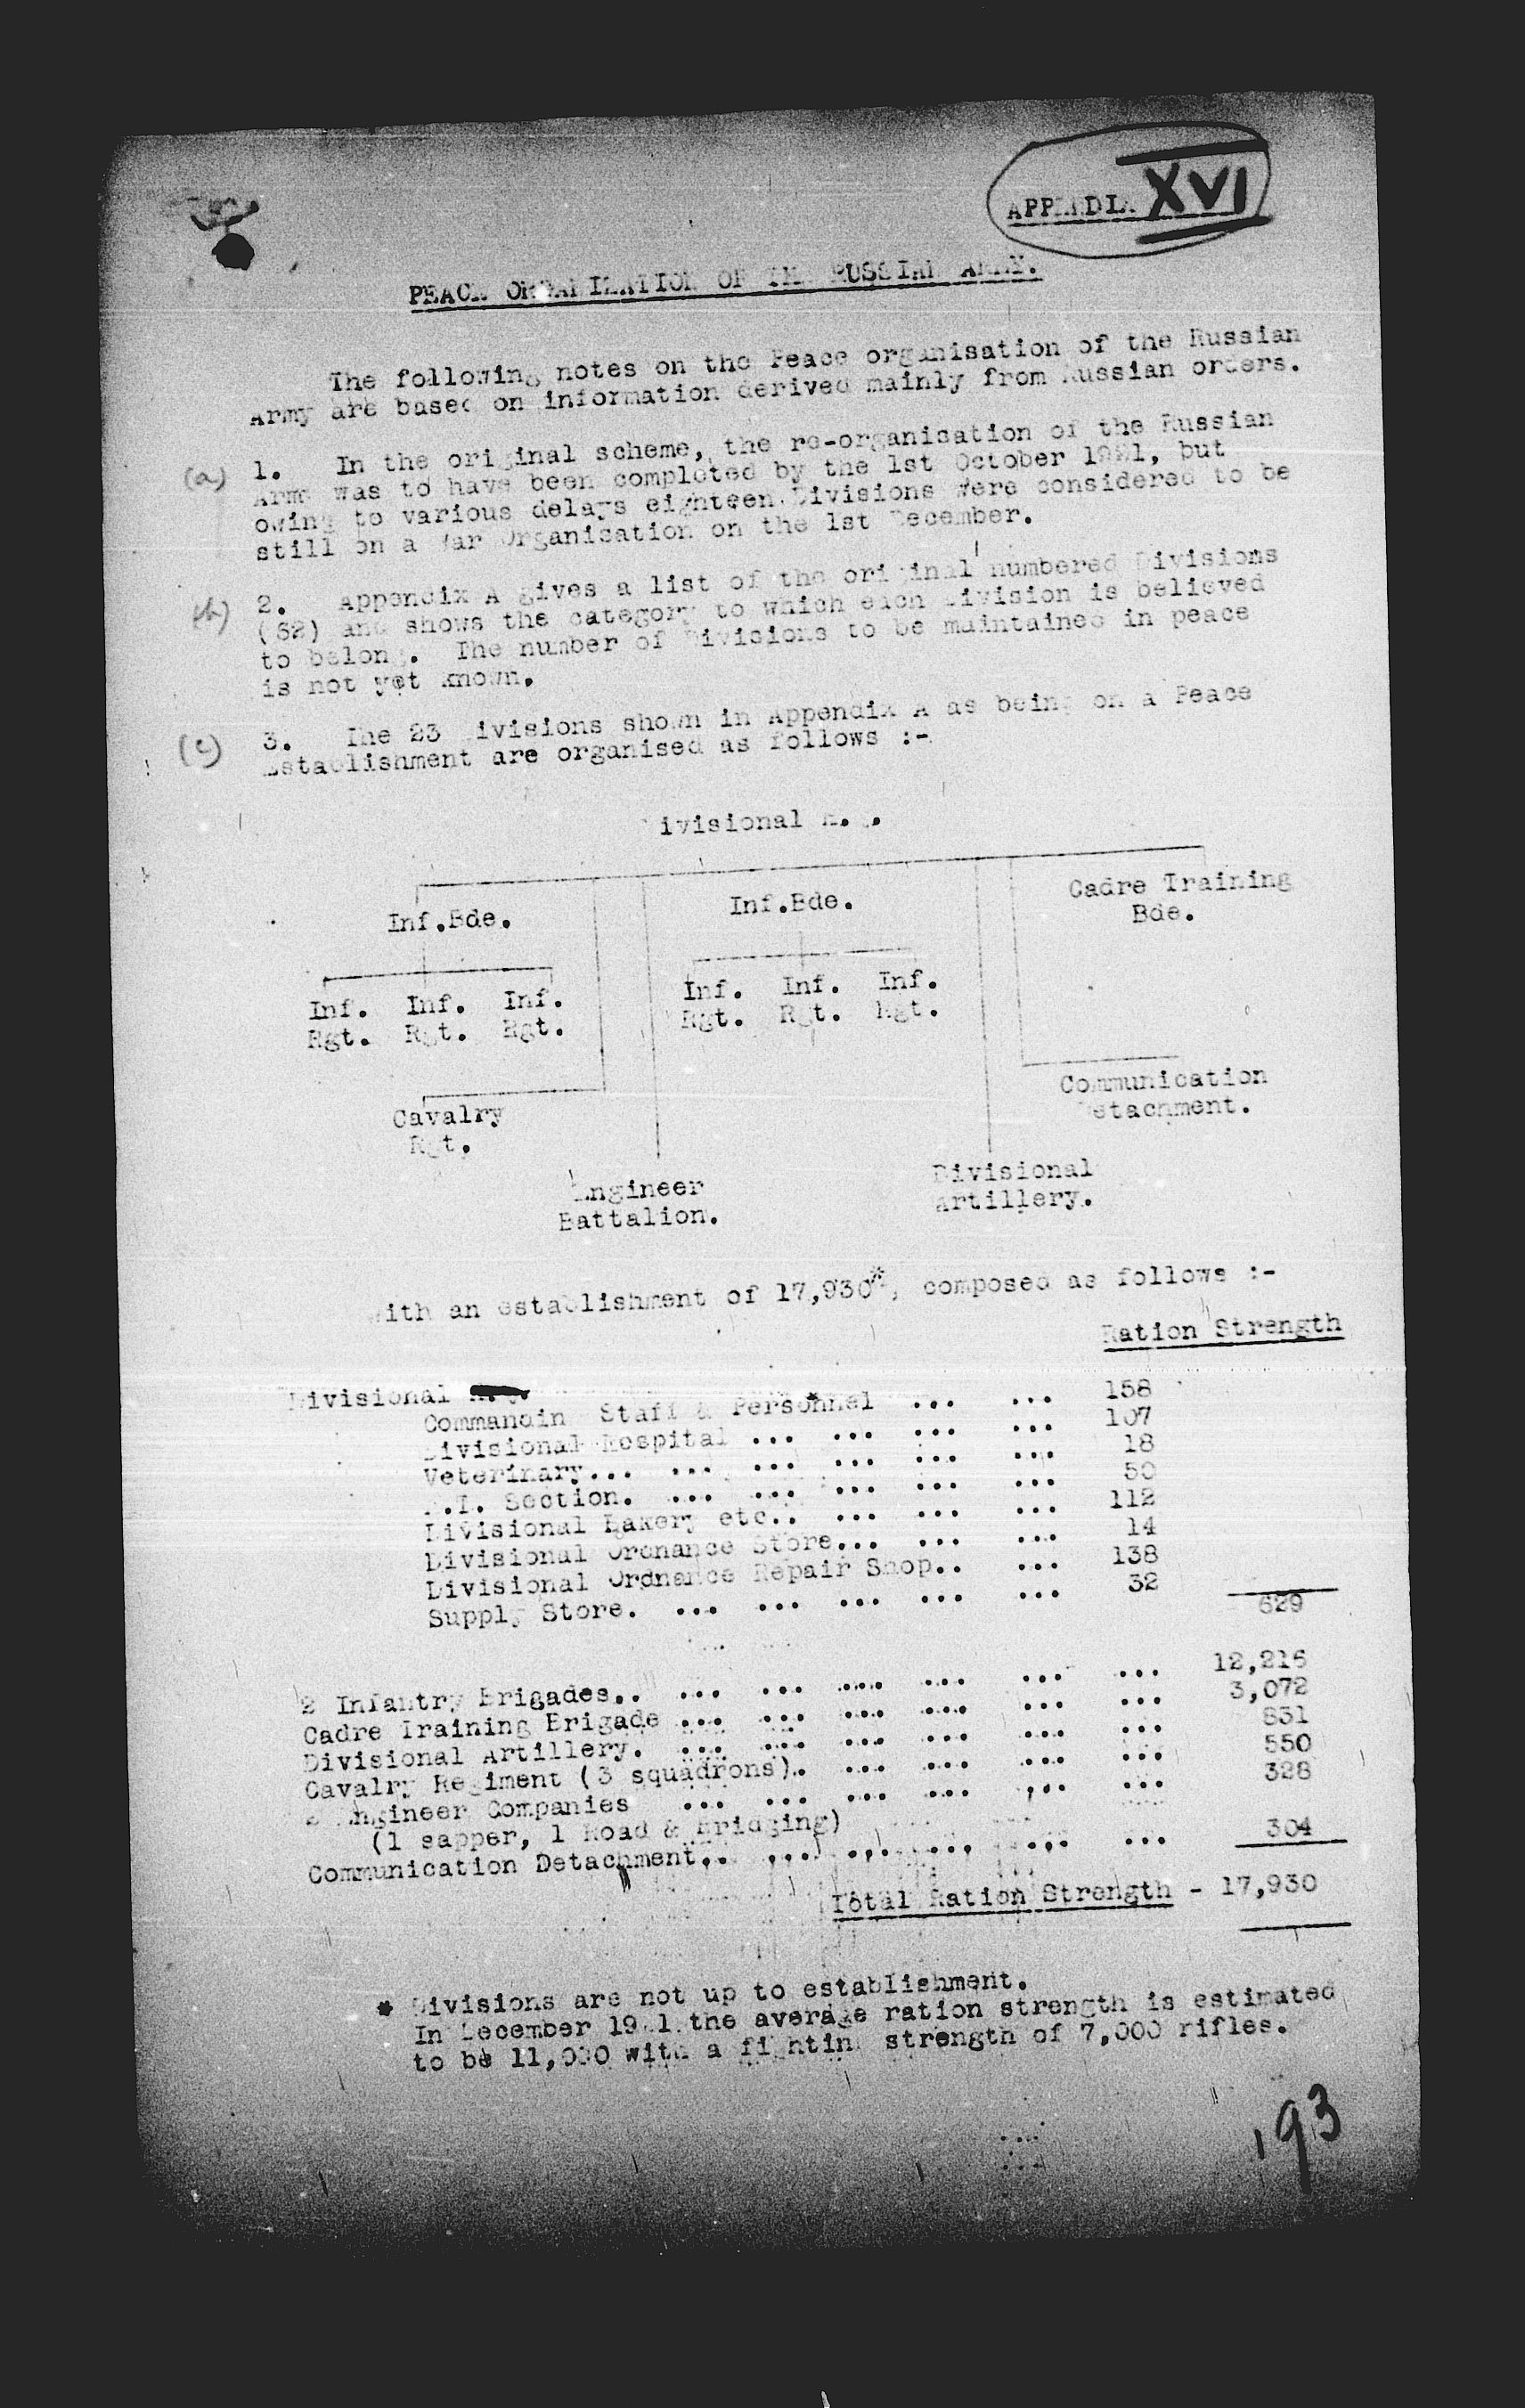 APPENDIX XVI
PEACE ORGANIZATION OF THE RUSSIAN ARMY.
The following notes on the Peace organisation of the Russian
Army are based on information derived mainly from Russian orders.
(a) 1. In the original scheme, the re-organisation of the Russian
Army was to have been completed by the 1st October 1921, but
owing to various delays eighteen Divisions were considered to be
still on a War Organisation on the 1st December.
(b) 2. Appendix A gives a list of the original numbered Divisions
(62) and shows the category to which each Division is believed
to belong. The number of Divisions to be maintained in peace
is not yet known.
(c) 3. The 23 Divisions shown in Appendix A as being on a Peace
Establishment are organised as follows :-
Divisional H.Q.
Inf.Bde. Inf.Bde. Cadre Training
Bde.
Inf. Inf. Inf. Inf. Inf. Inf.
Rgt. Rgt. Rgt. Rgt. Rgt. Rgt.
Cavalry
Rgt.
Communication
Detachment.
Engineer
Battalion.
Divisional
Artillery.
With an establishment of 17,930*, composed as follows :-
Ration Strength
Divisional
Commanding Staff & Personnel ... ... 158
Divisional Hospital ... ... ... ... 107
Veterinary... ... ... ... ... ... 18
Section. ... ... ... ... ... 50
Divisional Bakery etc.. ... ... ... 112
Divisional Ordnance Store... ... ... 14
Divisional Ordnance Repair Shop.. ... 138
Supply Store. ... ... ... ... ... 32
629
2 Infantry Brigades.. ... ... ... ... ... ... 12,216
Cadre Training Brigade ... ... ... ... ... ... 3,072
Divisional Artillery. ... ... ... ... ... ... 831
Cavalry Regiment (3 squadrons).. ... ... ... ... 550
2 Engineer Companies ... ... ... ... ... ... 328
(1 sapper, 1 Road & Bridging)
Communication Detachment.. ... ... ... ... ... 304
Total Ration Strength - 17,930
* Divisions are not up to establishment.
In December 1921 the average ration strength is estimated
to be 11,000 with a fighting strength of 7,000 rifles.
193